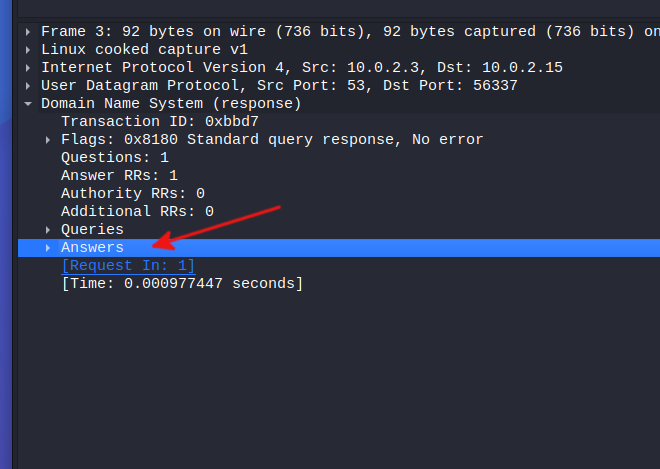 Frame 3: 92 bytes on wire (736 bits), 92 bytes captured (736 bits) on
Linux cooked capture v1
Internet Protocol Version 4, Src: 10.0.2.3, Dst: 10.0.2.15
User Datagram Protocol, Src Port: 53, Dst Port: 56337
Domain Name System (response)
Transaction ID: 0xbbd7
Flags: 0x8180 Standard query response, No error
Questions: 1
Answer RRs: 1
Authority RRs: 0
Additional RRs: 0
Queries
Answers
[Request In: 1]
[Time: 0.000977447 seconds]